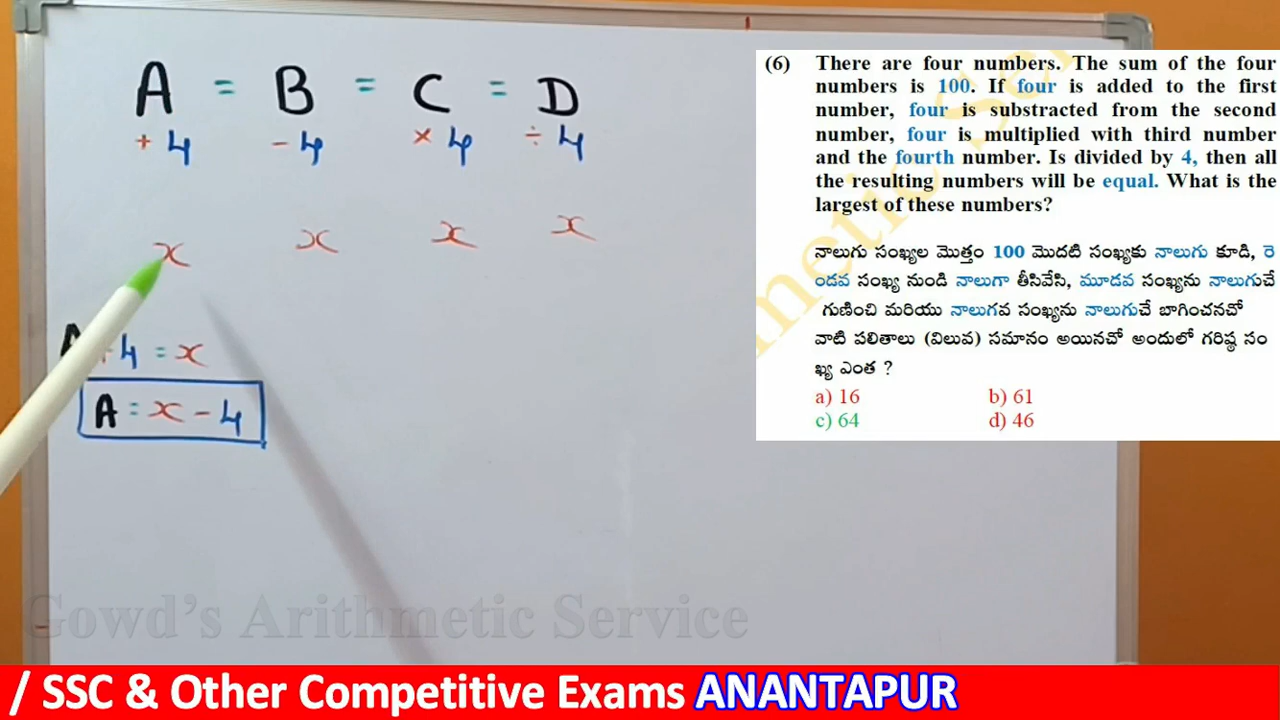 A = B = C = D
+ 4 - 4 × 4 ÷ 4
x x x x
A + 4 = x
A = x - 4
(6) There are four numbers. The sum of the four
numbers is 100. If four is added to the first
number, four is substracted from the second
number, four is multiplied with third number
and the fourth number. Is divided by 4, then all
the resulting numbers will be equal. What is the
largest of these numbers?
నాలుగు సంఖ్యల మొత్తం 100 మొదటి సంఖ్యకు నాలుగు కూడి, రె
ండవ సంఖ్య నుండి నాలుగా తీసివేసి, మూడవ సంఖ్యను నాలుగుచే
గుణించి మరియు నాలుగవ సంఖ్యను నాలుగుచే బాగించనచో
వాటి పలితాలు (విలువ) సమానం అయినచో అందులో గరిష్ఠ సం
ఖ్య ఎంత ?
a) 16 b) 61
c) 64 d) 46
Gowd's Arithmetic Service
/ SSC & Other Competitive Exams ANANTAPUR